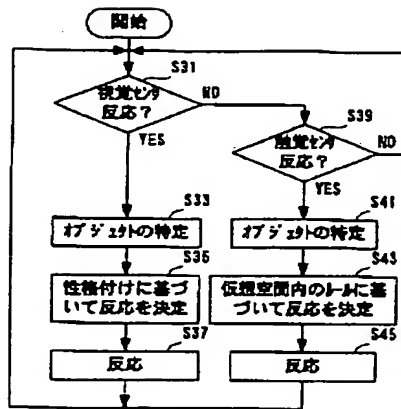 開始
S31
視覚センサ
反応?
NO
YES
S39
触覚センサ
反応?
NO
YES
S33
オブジェクトの特定
S41
オブジェクトの特定
S35
性格付けに基づ
いて反応を決定
S43
仮想空間内のルールに基
づいて反応を決定
S37
反応
S45
反応